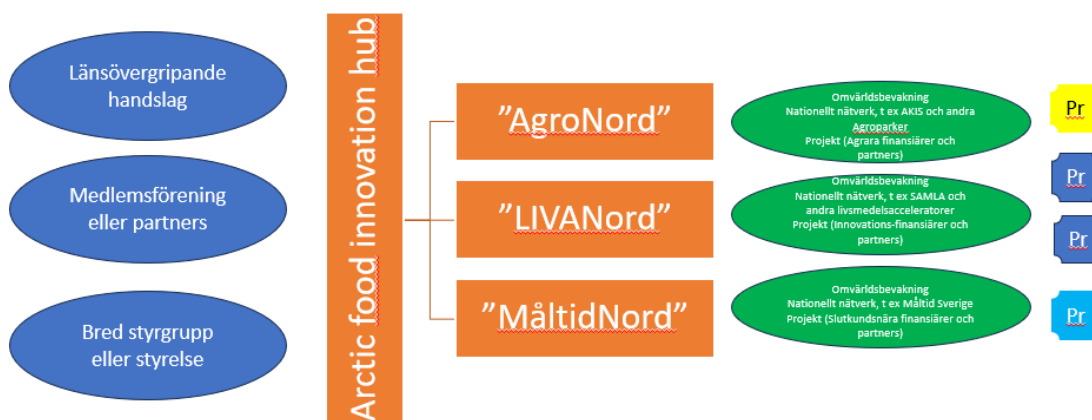 Länsövergripande
handslag
Medlemsförening
eller partners
Bred styrgrupp
eller styrelse
Arctic food innovation hub
”AgroNord”
”LIVANord”
”MåltidNord”
Omvärldsbevakning
Nationellt nätverk, t ex AKIS och andra
Agroparker
Projekt (Agrara finansiärer och
partners)
Omvärldsbevakning
Nationellt nätverk, t ex SAMLA och
andra livsmedelsacceleratorer
Projekt (Innovations-finansiärer och
partners)
Omvärldsbevakning
Nationellt nätverk, t ex Måltid Sverige
Projekt (Slutkundsnära finansiärer och
partners)
Pr
Pr
Pr
Pr